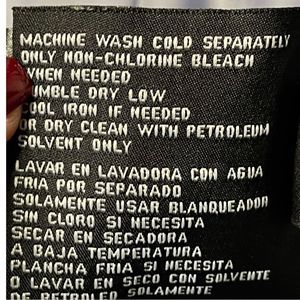 MACHINE WASH COLD SEPARATELY
ONLY NON-CHLORINE BLEACH
WHEN NEEDED
TUMBLE DRY LOW
COOL IRON IF NEEDED
OR DRY CLEAN WITH PETROLEUM
SOLVENT ONLY
LAVAR EN LAVADORA CON AGUA
FRIA POR SEPARADO
SOLAMENTE USAR BLANQUEADOR
SIN CLORO SI NECESITA
SECAR EN SECADORA
A BAJA TEMPERATURA
PLANCHA FRIA SI NECESITA
O LAVAR EN SECO CON SOLVENTE
DE PETROLEO SOLAMENTE